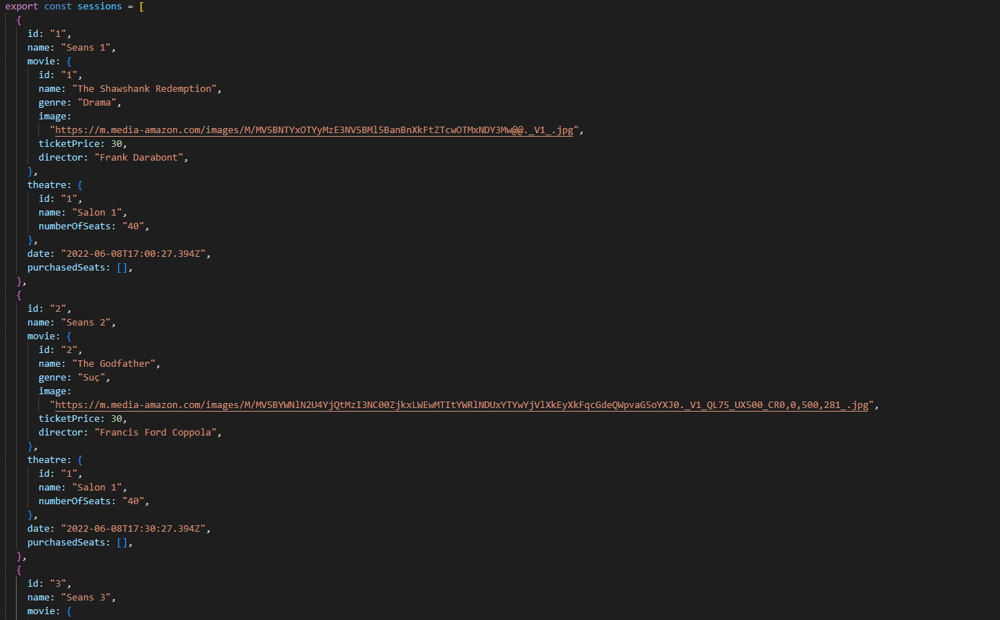 export const sessions = [
{
id: "1",
name: "Seans 1",
movie: {
id: "1",
name: "The Shawshank Redemption",
genre: "Drama",
image:
"https://m.media-amazon.com/images/M/MV5BNTYxOTYyMzE3NV5BMl5BanBnXkFtZTcwOTMxNDY3Mw@@._V1_.jpg",
ticketPrice: 30,
director: "Frank Darabont",
},
theatre: {
id: "1",
name: "Salon 1",
numberOfSeats: "40",
},
date: "2022-06-08T17:00:27.394Z",
purchasedSeats: [],
},
{
id: "2",
name: "Seans 2",
movie: {
id: "2",
name: "The Godfather",
genre: "Suç",
image:
"https://m.media-amazon.com/images/M/MV5BYWNlN2U4YjQtMzI3NC00ZjkxLWEwMTItYWRlNDUxYTYwYjVlXkEyXkFqcGdeQWpvaG5oYXJ0._V1_QL75_UX500_CR0,0,500,281_.jpg",
ticketPrice: 30,
director: "Francis Ford Coppola",
},
theatre: {
id: "1",
name: "Salon 1",
numberOfSeats: "40",
},
date: "2022-06-08T17:30:27.394Z",
purchasedSeats: [],
},
{
id: "3",
name: "Seans 3",
movie: {